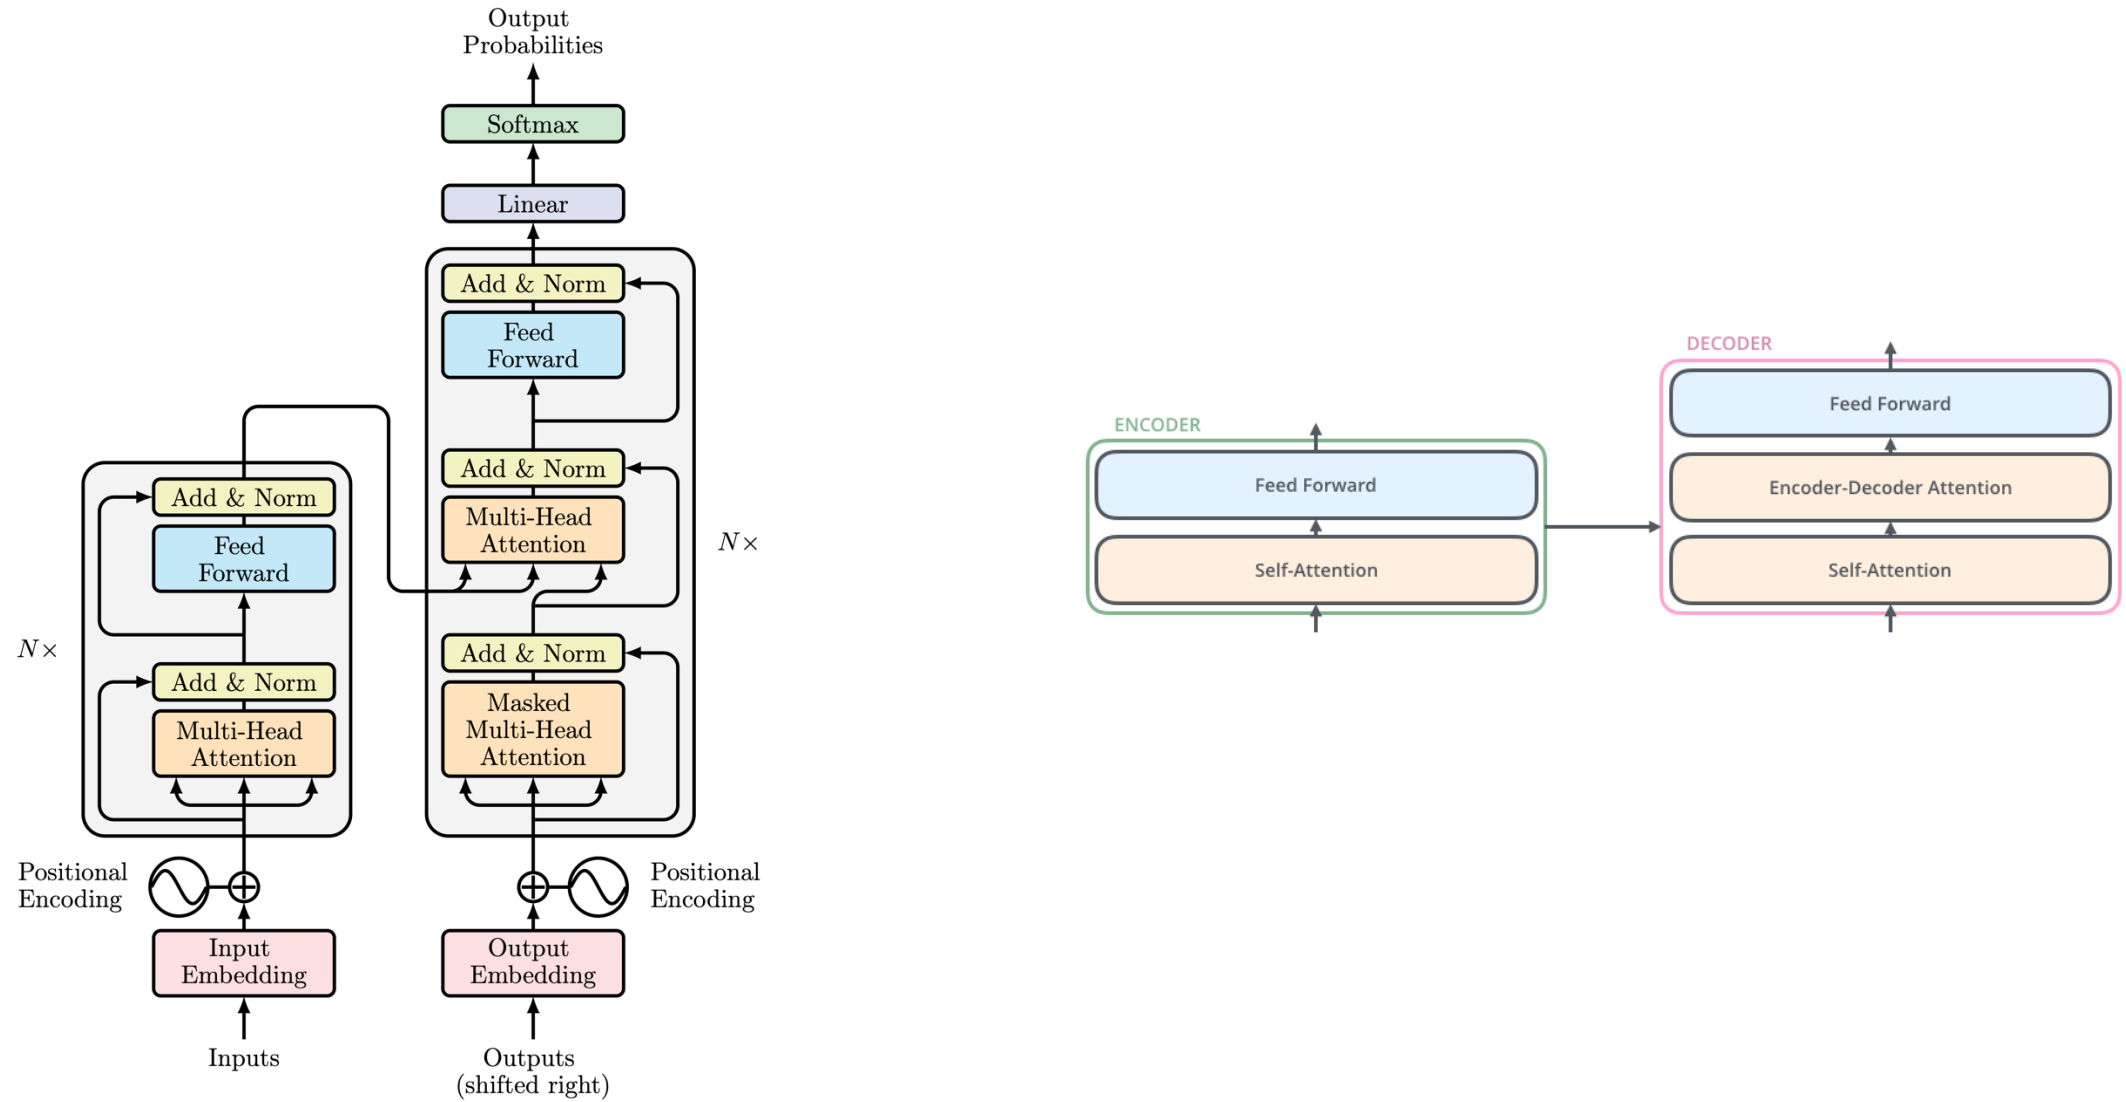 Output
Probabilities
Softmax
Linear
Add & Norm
Feed
Forward
Add & Norm
Multi-Head
Attention
N×
Add & Norm
Masked
Multi-Head
Attention
Positional
Encoding
Output
Embedding
Outputs
(shifted right)
Add & Norm
Feed
Forward
N×
Add & Norm
Multi-Head
Attention
Positional
Encoding
Input
Embedding
Inputs
ENCODER
Feed Forward
Self-Attention
DECODER
Feed Forward
Encoder-Decoder Attention
Self-Attention